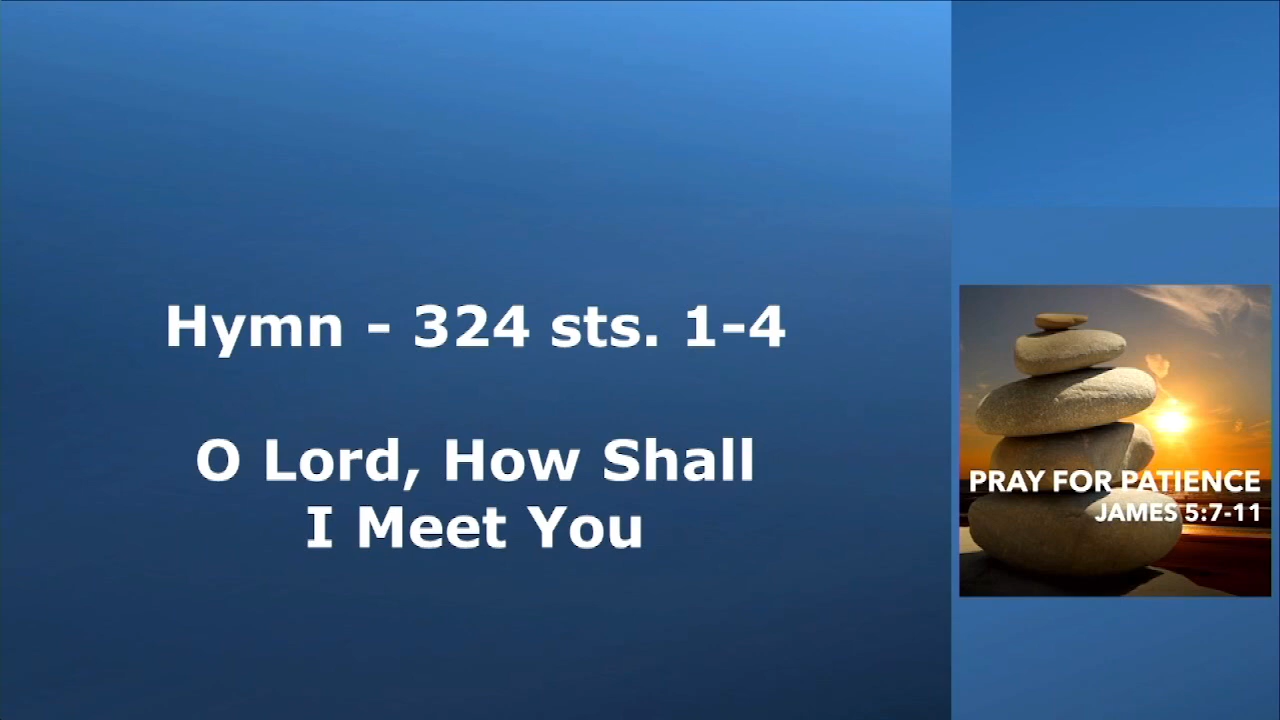 Hymn - 324 sts. 1-4
O Lord, How Shall
I Meet You
PRAY FOR PATIENCE
JAMES 5:7-11